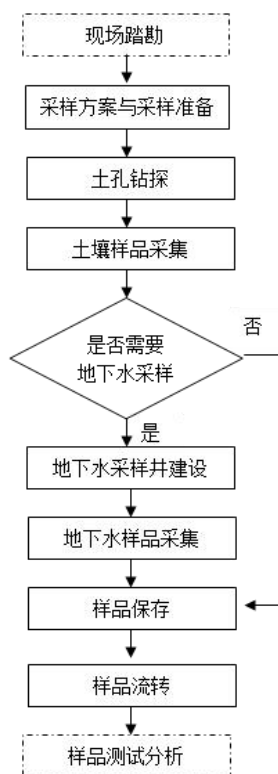 现场踏勘
采样方案与采样准备
土孔钻探
土壤样品采集
是否需要
地下水采样
否
是
地下水采样井建设
地下水样品采集
样品保存
样品流转
样品测试分析